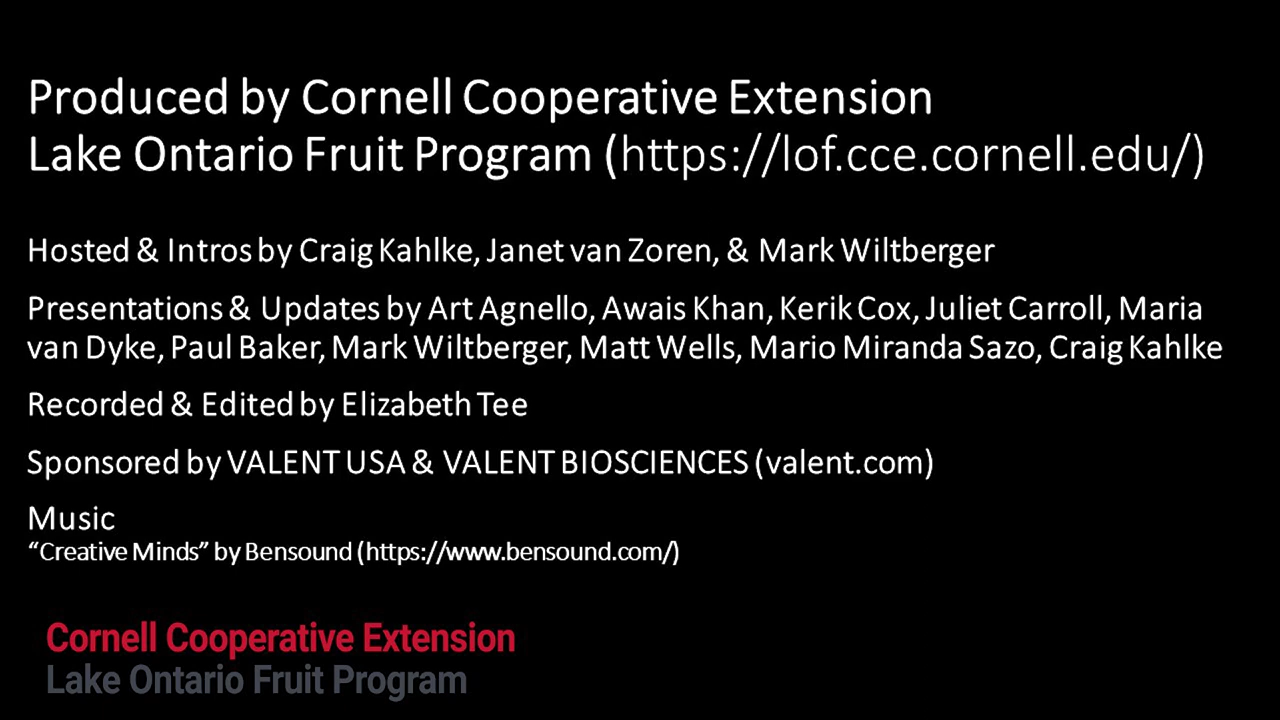 Produced by Cornell Cooperative Extension
Lake Ontario Fruit Program (https://lof.cce.cornell.edu/)
Hosted & Intros by Craig Kahlke, Janet van Zoren, & Mark Wiltberger
Presentations & Updates by Art Agnello, Awais Khan, Kerik Cox, Juliet Carroll, Maria
van Dyke, Paul Baker, Mark Wiltberger, Matt Wells, Mario Miranda Sazo, Craig Kahlke
Recorded & Edited by Elizabeth Tee
Sponsored by VALENT USA & VALENT BIOSCIENCES (valent.com)
Music
“Creative Minds” by Bensound (https://www.bensound.com/)
Cornell Cooperative Extension
Lake Ontario Fruit Program